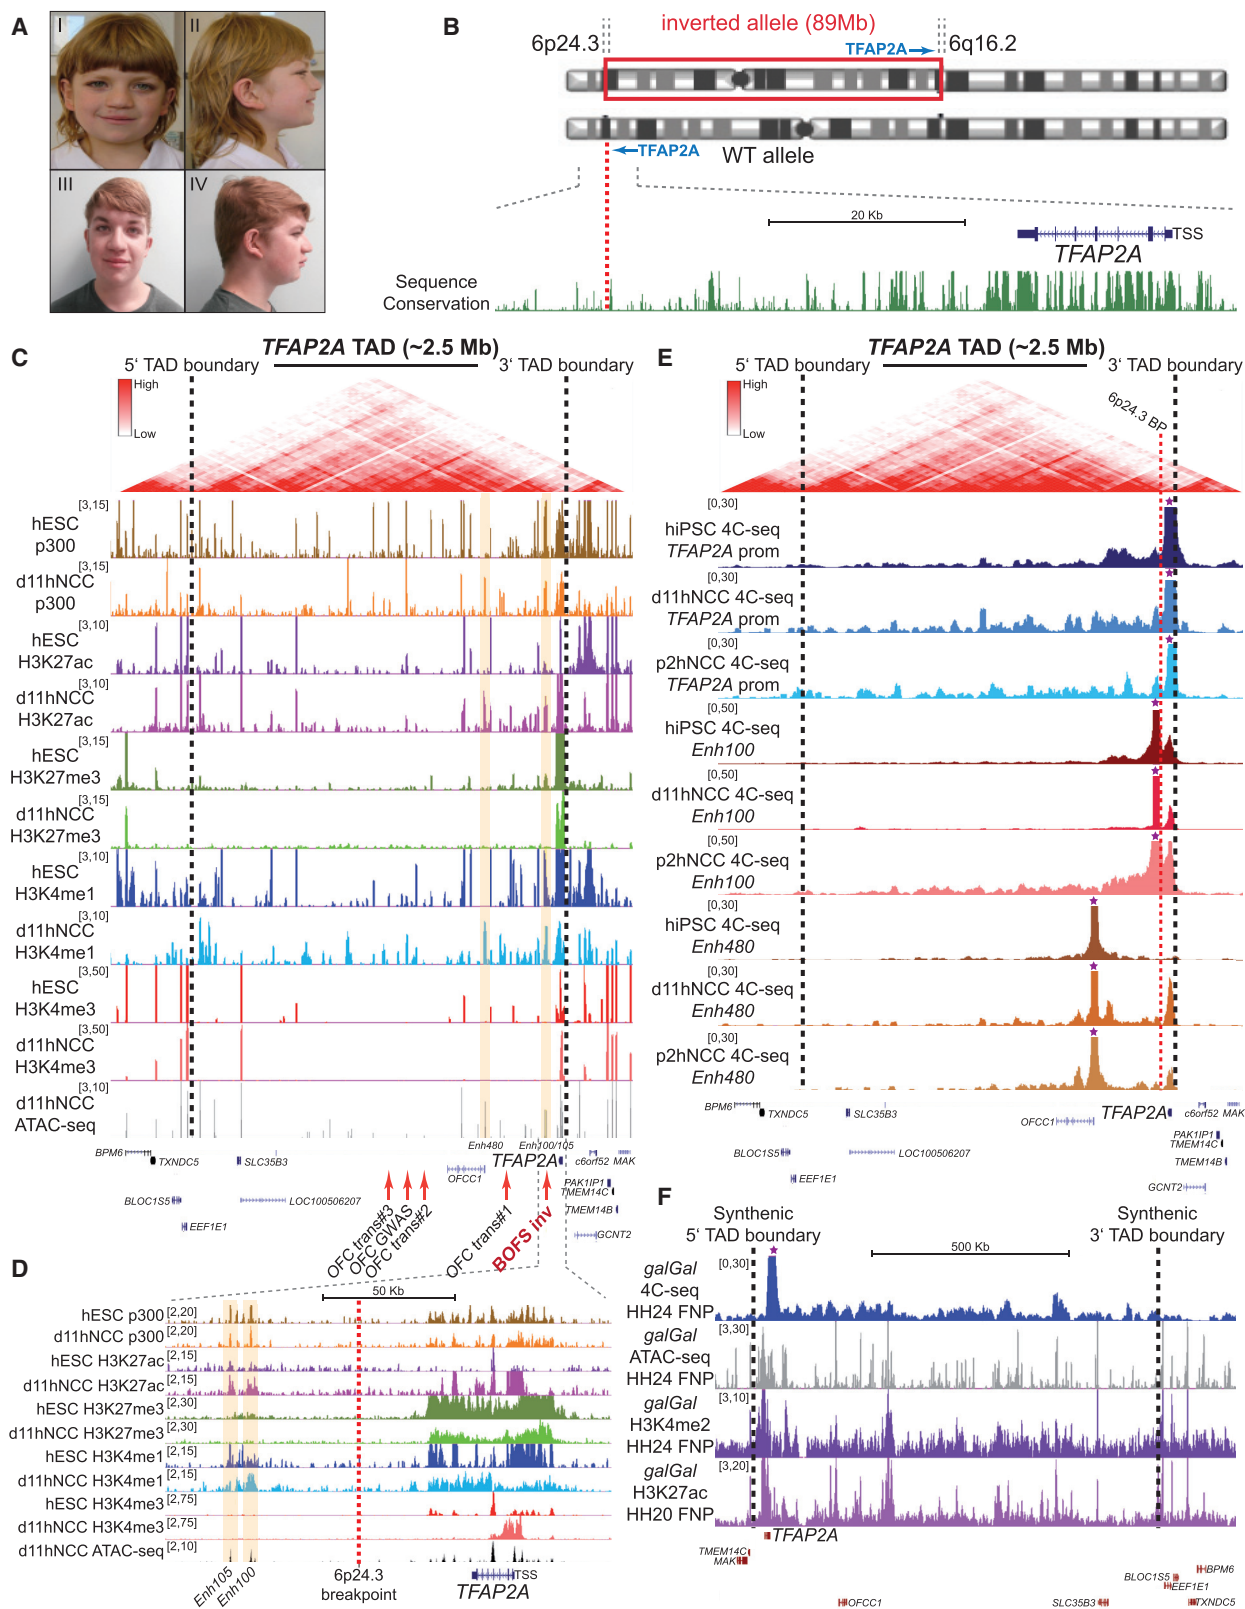 A
I
II
III
IV
B
inverted allele (89Mb)
6p24.3
TFAP2A
6q16.2
TFAP2A
WT allele
20 Kb
TSS
TFAP2A
Sequence
Conservation
C
TFAP2A TAD (~2.5 Mb)
5‘ TAD boundary
3‘ TAD boundary
High
Low
[3,15]
hESC
p300
[3,15]
d11hNCC
p300
[3,10]
hESC
H3K27ac
[3,10]
d11hNCC
H3K27ac
[3,15]
hESC
H3K27me3
[3,15]
d11hNCC
H3K27me3
[3,10]
hESC
H3K4me1
[3,10]
d11hNCC
H3K4me1
[3,50]
hESC
H3K4me3
[3,50]
d11hNCC
H3K4me3
[3,10]
d11hNCC
ATAC-seq
Enh480
Enh100/105
BPM6
TXNDC5
SLC35B3
OFCC1
TFAP2A
c6orf52
MAK
PAK1IP1
TMEM14C
BLOC1S5
LOC100506207
TMEM14B
EEF1E1
GCNT2
OFC trans#3
OFC GWAS
OFC trans#2
OFC trans#1
BOFS inv
D
50 Kb
hESC p300 [2,20]
d11hNCC p300 [2,20]
hESC H3K27ac [2,15]
d11hNCC H3K27ac [2,15]
hESC H3K27me3 [2,30]
d11hNCC H3K27me3 [2,30]
hESC H3K4me1 [2,15]
d11hNCC H3K4me1 [2,15]
hESC H3K4me3 [2,75]
d11hNCC H3K4me3 [2,75]
d11hNCC ATAC-seq [2,10]
Enh105
Enh100
6p24.3
breakpoint
TSS
TFAP2A
E
TFAP2A TAD (~2.5 Mb)
5‘ TAD boundary
3‘ TAD boundary
High
Low
6p24.3 BP
[0,30]
hiPSC 4C-seq
TFAP2A prom
[0,30]
d11hNCC 4C-seq
TFAP2A prom
[0,30]
p2hNCC 4C-seq
TFAP2A prom
[0,50]
hiPSC 4C-seq
Enh100
[0,50]
d11hNCC 4C-seq
Enh100
[0,50]
p2hNCC 4C-seq
Enh100
[0,30]
hiPSC 4C-seq
Enh480
[0,30]
d11hNCC 4C-seq
Enh480
[0,30]
p2hNCC 4C-seq
Enh480
BPM6
TXNDC5
SLC35B3
OFCC1
TFAP2A
c6orf52
MAK
PAK1IP1
TMEM14C
BLOC1S5
LOC100506207
TMEM14B
EEF1E1
GCNT2
F
Synthenic
5‘ TAD boundary
Synthenic
3‘ TAD boundary
500 Kb
[0,30]
galGal
4C-seq
HH24 FNP
[3,30]
galGal
ATAC-seq
HH24 FNP
[3,10]
galGal
H3K4me2
HH24 FNP
[3,20]
galGal
H3K27ac
HH20 FNP
TFAP2A
TMEM14C
MAK
BPM6
BLOC1S5
EEF1E1
OFCC1
SLC35B3
TXNDC5